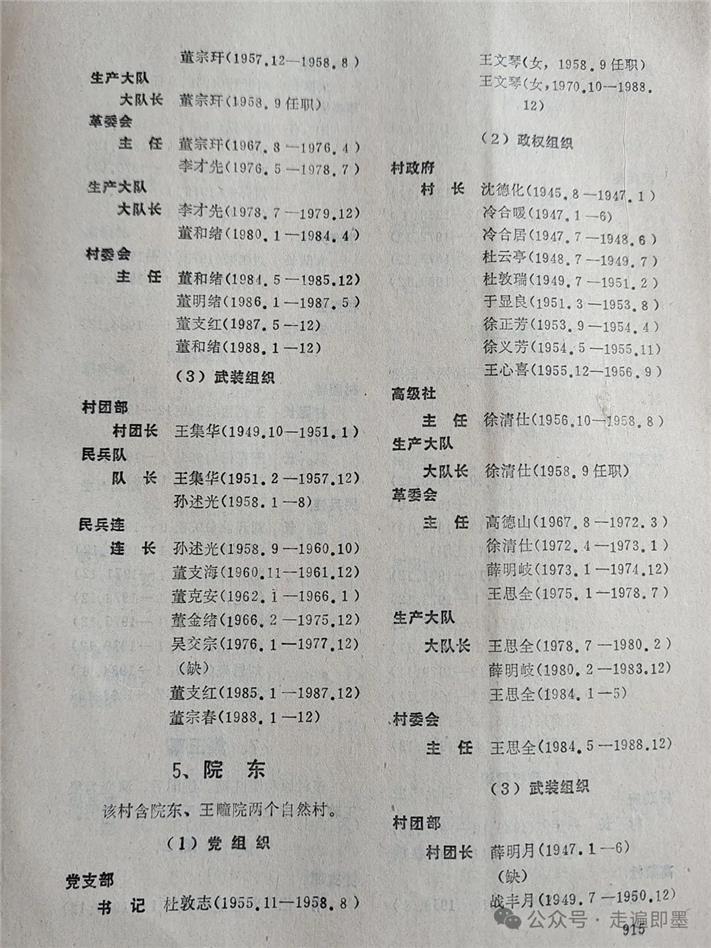 董宗玕(1957.12—1958.8)
生产大队
大队长 董宗玕(1958.9任职)
革委会
主 任 董宗玕(1967.8—1976.4)
李才先(1976.5—1978.7)
生产大队
大队长 李才先(1978.7—1979.12)
董和绪(1980.1—1984.4)
村委会
主 任 董和绪(1984.5—1985.12)
董明绪(1986.1—1987.5)
董支红(1987.5—12)
董和绪(1988.1—12)
(3)武装组织
村团部
村团长 王集华(1949.10—1951.1)
民兵队
队 长 王集华(1951.2—1957.12)
孙述光(1958.1—8)
民兵连
连 长 孙述光(1958.9—1960.10)
董支海(1960.11—1961.12)
董克安(1962.1—1966.1)
董金绪(1966.2—1975.12)
吴交宗(1976.1—1977.12)
(缺)
董支红(1985.1—1987.12)
董宗春(1988.1—12)
5、院 东
该村含院东、王疃院两个自然村。
(1)党组织
党支部
书 记 杜敦志(1955.11—1958.8)
王文琴(女，1958.9任职)
王文琴(女,1970.10—1988.
12)
(2)政权组织
村政府
村 长 沈德化(1945.8—1947.1)
冷合暖(1947.1—6)
冷合居(1947.7—1948.6)
杜云亭(1948.7—1949.7)
杜敦瑞(1949.7—1951.2)
于显良(1951.3—1953.8)
徐正芳(1953.9—1954.4)
徐义芳(1954.5—1955.11)
王心喜(1955.12—1956.9)
高级社
主 任 徐清仕(1956.10—1958.8)
生产大队
大队长 徐清仕(1958.9任职)
革委会
主 任 高德山(1967.8—1972.3)
徐清仕(1972.4—1973.1)
薛明岐(1973.1—1974.12)
王思全(1975.1—1978.7)
生产大队
大队长 王思全(1978.7—1980.2)
薛明岐(1980.2—1983.12)
王思全(1984.1—5)
村委会
主 任 王思全(1984.5—1988.12)
(3)武装组织
村团部
村团长 薛明月(1947.1—6)
(缺)
战丰月(1949.7—1950.12)
915
公众号·走遍即墨